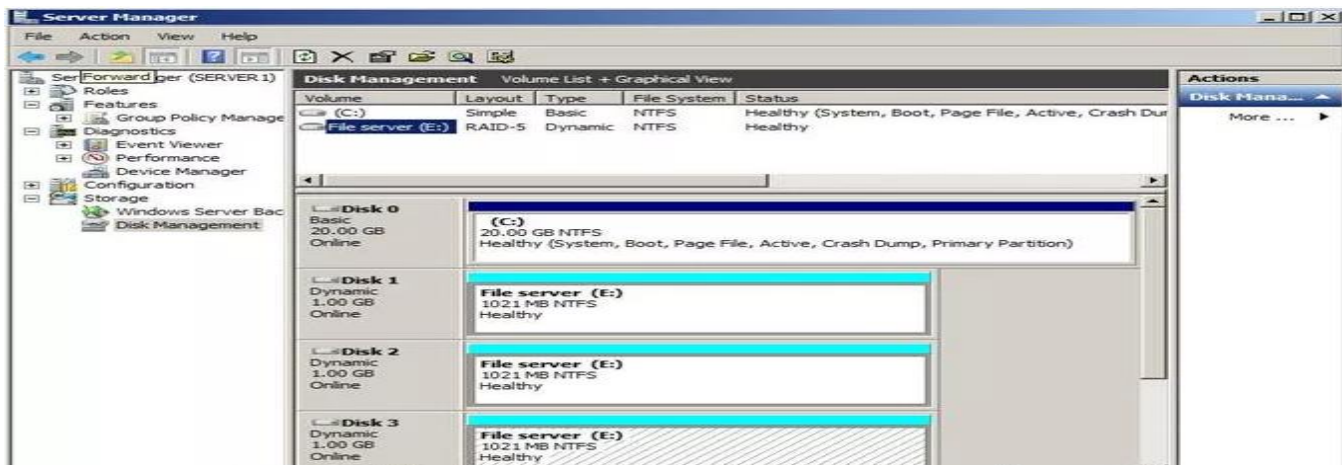 Server Manager
File Action View Help
Forward
Ser ger (SERVER1)
Roles
Features
Group Policy Manage
Diagnostics
Event Viewer
Performance
Device Manager
Configuration
Storage
Windows Server Bac
Disk Management
Disk Management Volume List + Graphical View
Volume Layout Type File System Status
(C:) Simple Basic NTFS Healthy (System, Boot, Page File, Active, Crash Dur
File server (E:) RAID-5 Dynamic NTFS Healthy
Disk 0
Basic
20.00 GB
Online
(C:)
20.00 GB NTFS
Healthy (System, Boot, Page File, Active, Crash Dump, Primary Partition)
Disk 1
Dynamic
1.00 GB
Online
File server (E:)
1021 MB NTFS
Healthy
Disk 2
Dynamic
1.00 GB
Online
File server (E:)
1021 MB NTFS
Healthy
Disk 3
Dynamic
1.00 GB
Online
File server (E:)
1021 MB NTFS
Healthy
Actions
Disk Mana...
More ...